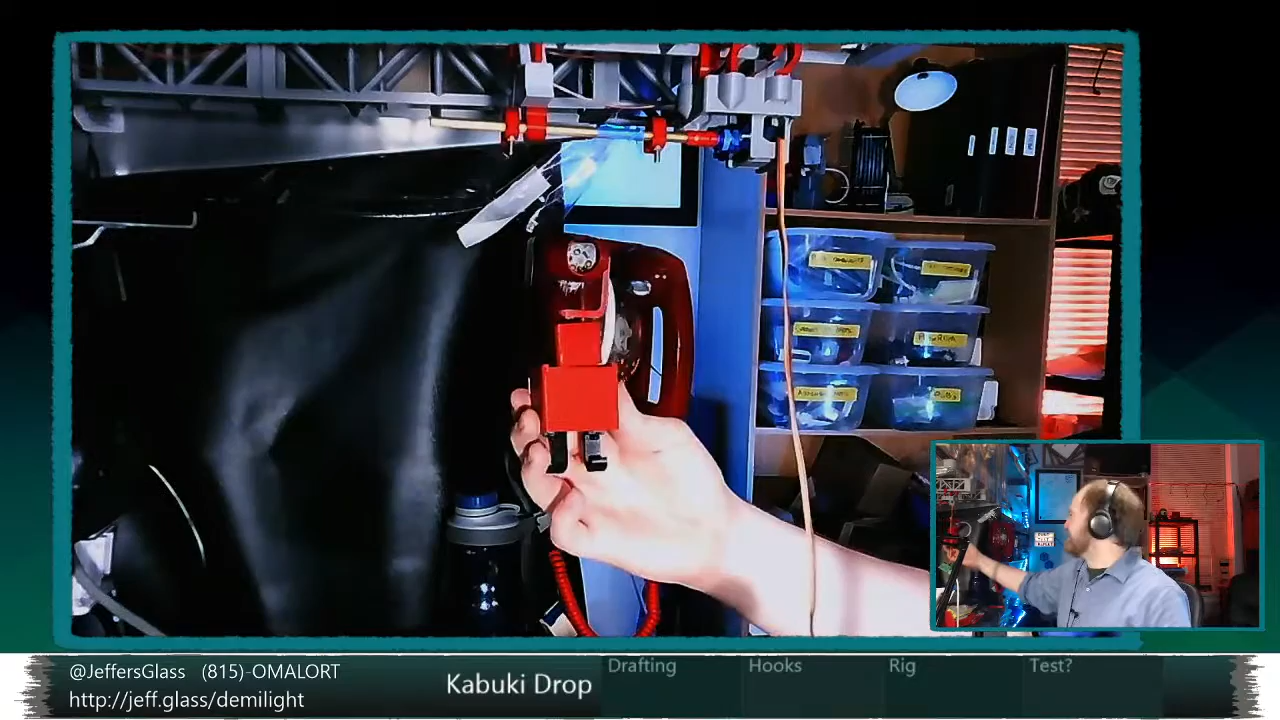 @JeffersGlass (815)-OMALORT
http://jeff.glass/demilight
Kabuki Drop
Drafting
Hooks
Rig
Test?